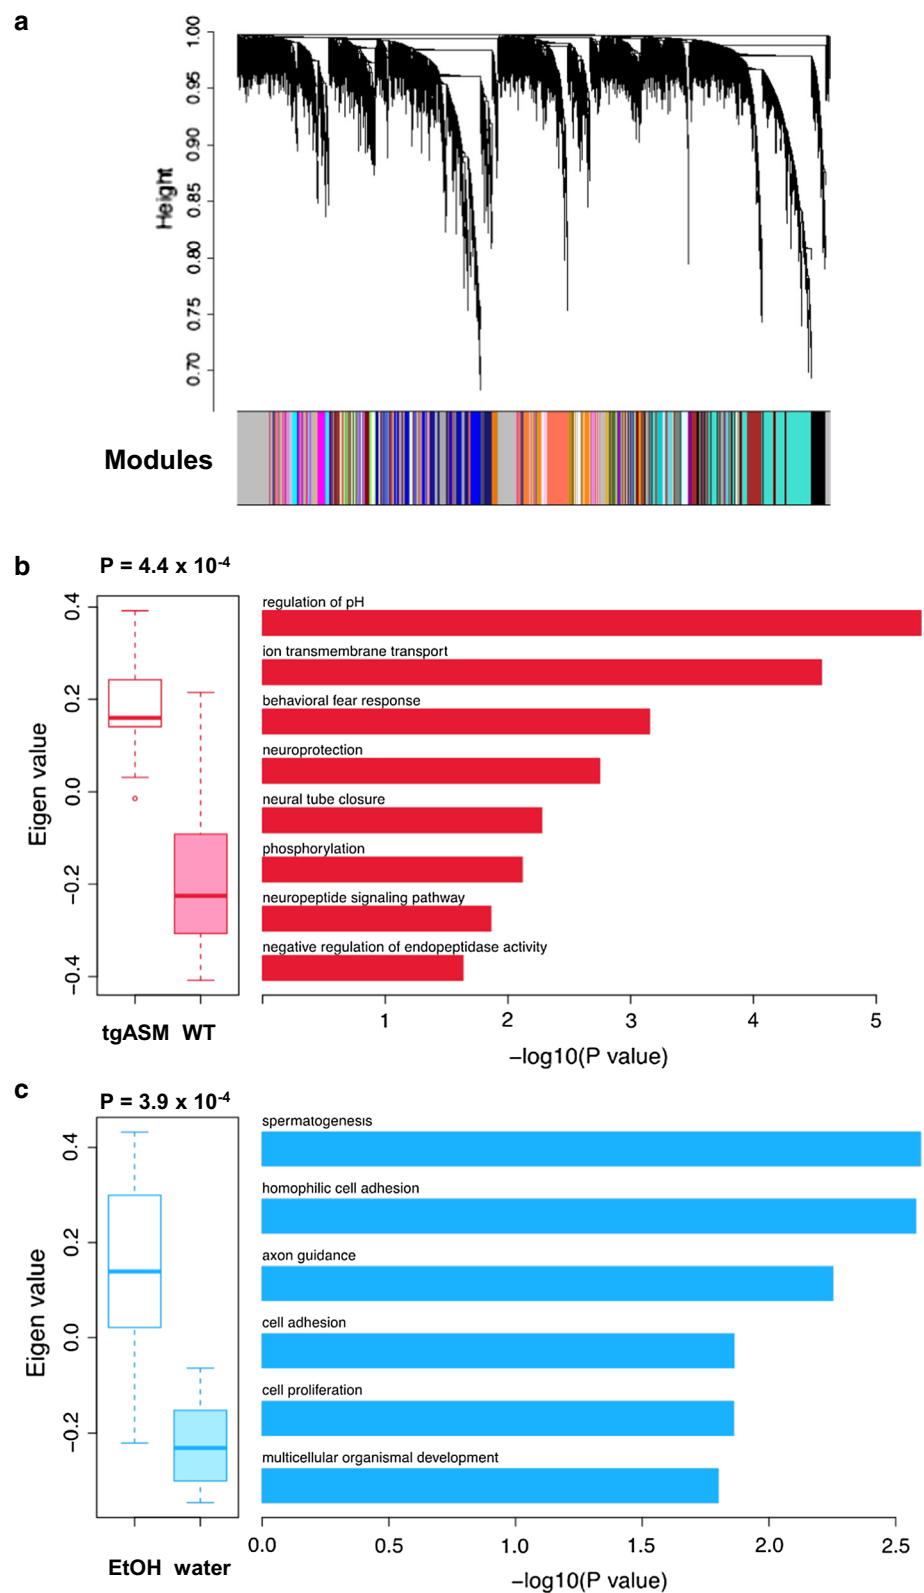 a
1.00
0.95
0.90
0.85
0.80
0.75
0.70
Height
Modules
b
P = 4.4 x 10-4
0.4
0.2
0.0
−0.2
−0.4
Eigen value
tgASM WT
regulation of pH
ion transmembrane transport
behavioral fear response
neuroprotection
neural tube closure
phosphorylation
neuropeptide signaling pathway
negative regulation of endopeptidase activity
1 2 3 4 5
−log10(P value)
c
P = 3.9 x 10-4
0.4
0.2
0.0
−0.2
Eigen value
EtOH water
spermatogenesis
homophilic cell adhesion
axon guidance
cell adhesion
cell proliferation
multicellular organismal development
0.0 0.5 1.0 1.5 2.0 2.5
−log10(P value)